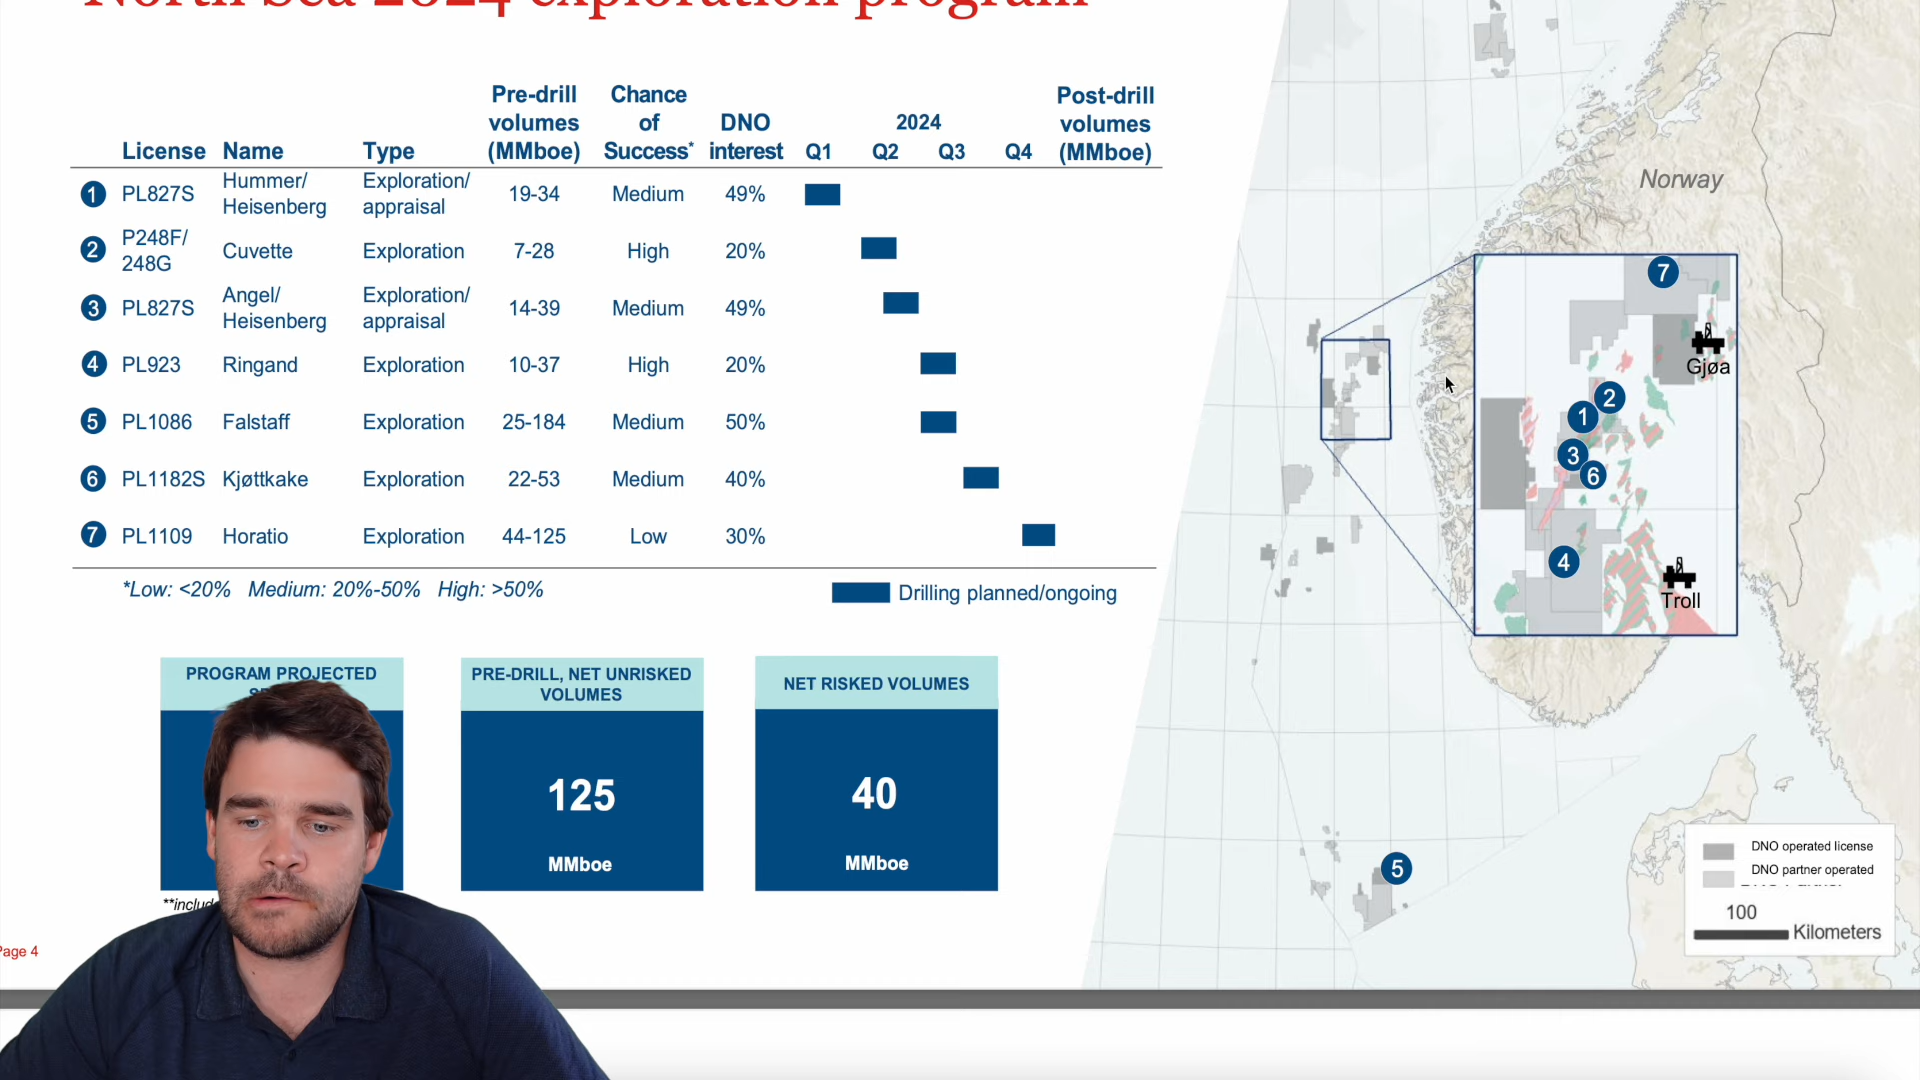 North Sea 2024 exploration program
Pre-drill volumes (MMboe)
Chance of Success*
DNO interest
2024
Q1 Q2 Q3 Q4
Post-drill volumes (MMboe)
License Name Type
1 PL827S Hummer/ Heisenberg Exploration/ appraisal 19-34 Medium 49%
2 P248F/ 248G Cuvette Exploration 7-28 High 20%
3 PL827S Angel/ Heisenberg Exploration/ appraisal 14-39 Medium 49%
4 PL923 Ringand Exploration 10-37 High 20%
5 PL1086 Falstaff Exploration 25-184 Medium 50%
6 PL1182S Kjøttkake Exploration 22-53 Medium 40%
7 PL1109 Horatio Exploration 44-125 Low 30%
*Low: <20% Medium: 20%-50% High: >50%
Drilling planned/ongoing
PROGRAM PROJECTED
PRE-DRILL, NET UNRISKED
VOLUMES
125
MMboe
NET RISKED VOLUMES
40
MMboe
Page 4
Norway
7
Gjøa
2
1
3
6
4
Troll
5
DNO operated license
DNO partner operated
100
Kilometers